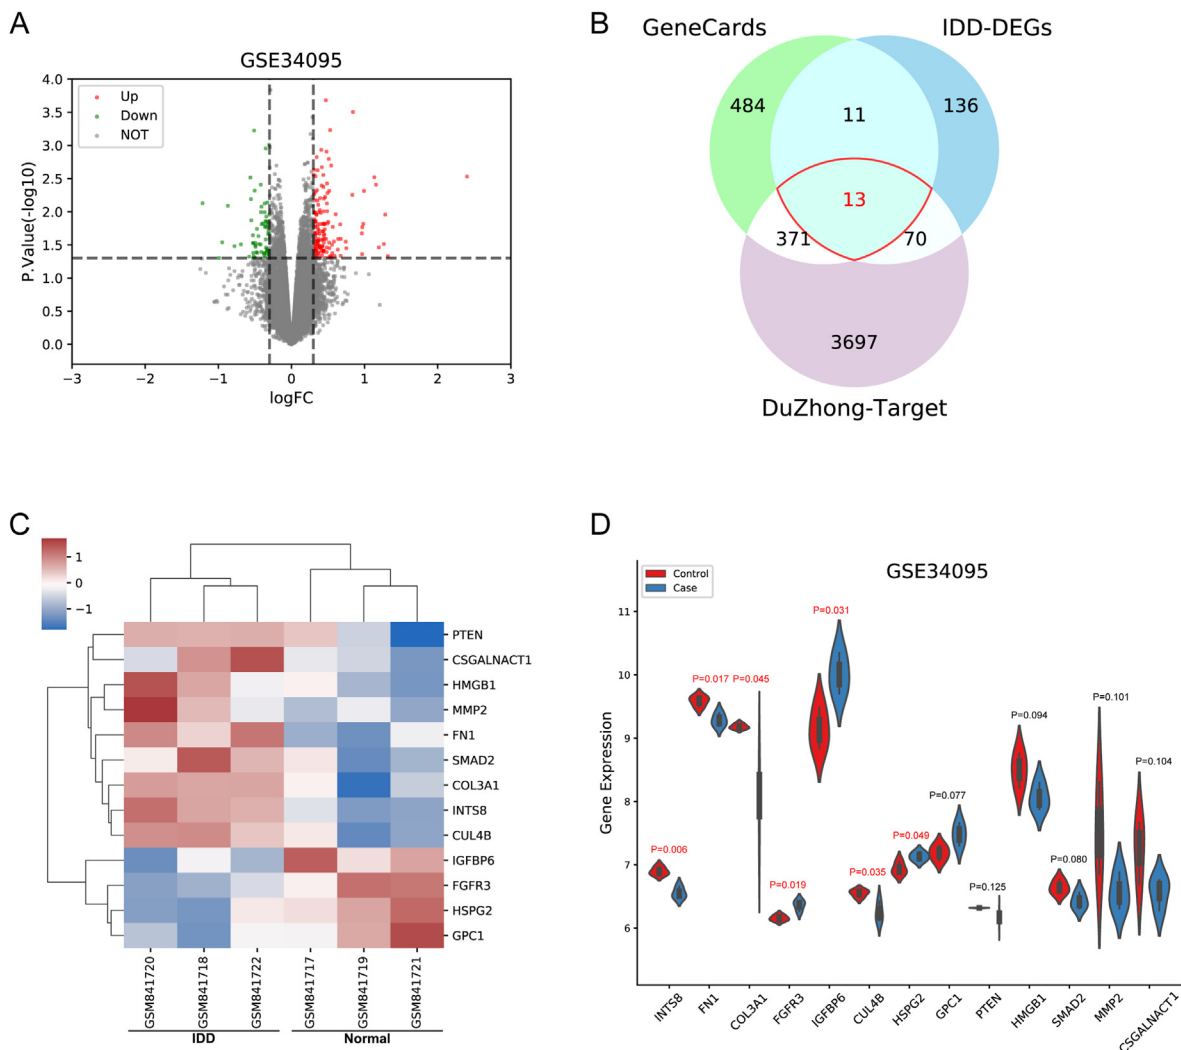 A
GSE34095
Up
Down
NOT
P.Value(-log10)
4.0
3.5
3.0
2.5
2.0
1.5
1.0
0.5
0.0
−3
−2
−1
0
1
2
3
logFC
B
GeneCards
IDD-DEGs
484
11
136
13
371
70
3697
DuZhong-Target
C
1
0
−1
PTEN
CSGALNACT1
HMGB1
MMP2
FN1
SMAD2
COL3A1
INTS8
CUL4B
IGFBP6
FGFR3
HSPG2
GPC1
GSM841720
GSM841718
GSM841722
GSM841717
GSM841719
GSM841721
IDD
Normal
D
GSE34095
Control
Case
Gene Expression
11
10
9
8
7
6
P=0.006
P=0.017
P=0.045
P=0.019
P=0.031
P=0.035
P=0.049
P=0.077
P=0.125
P=0.094
P=0.080
P=0.101
P=0.104
INTS8
FN1
COL3A1
FGFR3
IGFBP6
CUL4B
HSPG2
GPC1
PTEN
HMGB1
SMAD2
MMP2
CSGALNACT1